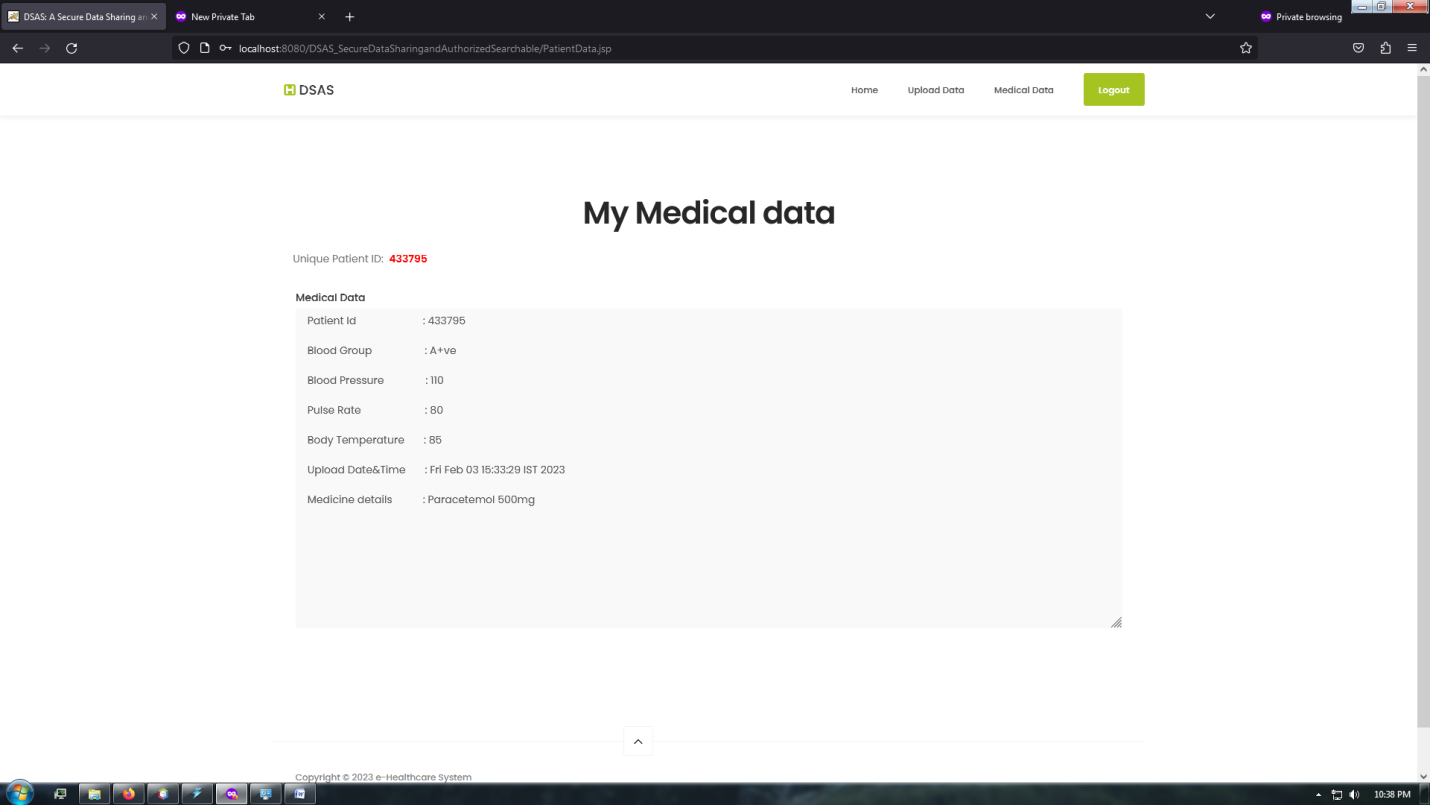 DSAS: A Secure Data Sharing an
New Private Tab
Private browsing
localhost:8080/DSAS_SecureDataSharingandAuthorizedSearchable/PatientData.jsp
H DSAS
Home
Upload Data
Medical Data
Logout
My Medical data
Unique Patient ID: 433795
Medical Data
Patient Id : 433795
Blood Group : A+ve
Blood Pressure : 110
Pulse Rate : 80
Body Temperature : 85
Upload Date&Time : Fri Feb 03 15:33:29 IST 2023
Medicine details : Paracetemol 500mg
Copyright © 2023 e-Healthcare System
10:38 PM